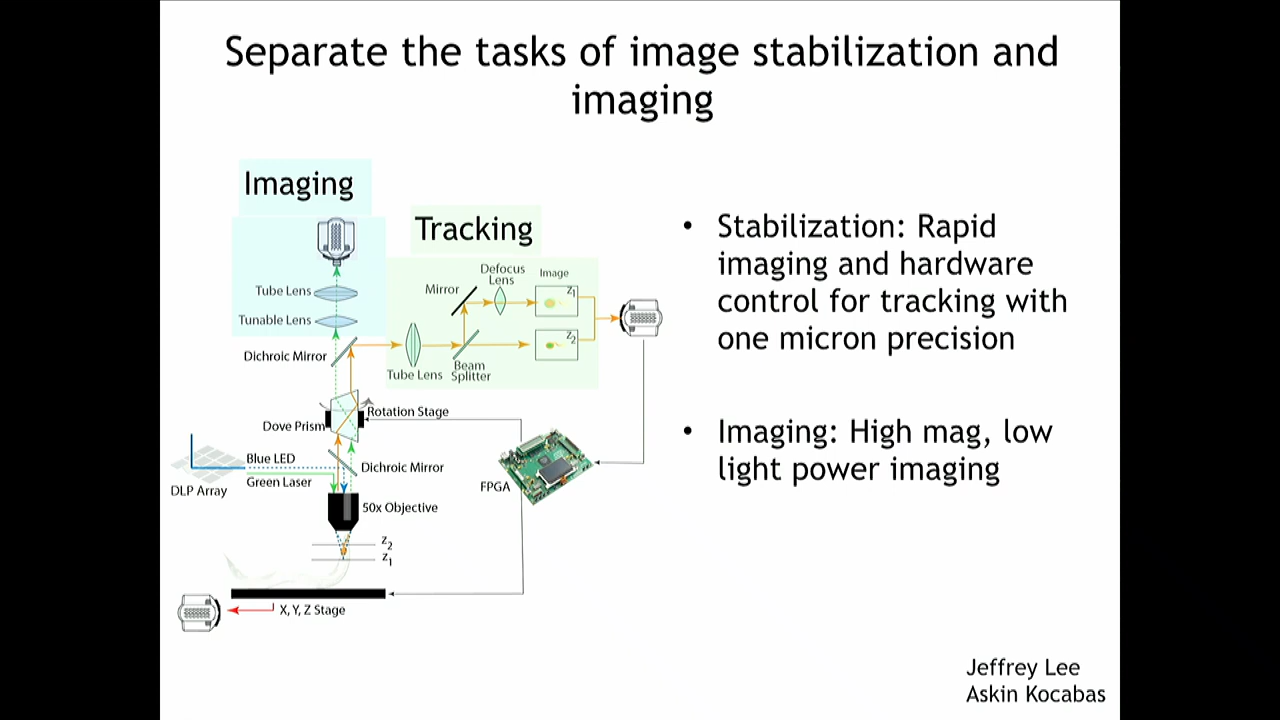 Separate the tasks of image stabilization and
imaging
Imaging
Tracking
Defocus
Lens
Image
Mirror
z1
z2
Tube Lens
Tunable Lens
Dichroic Mirror
Tube Lens
Beam
Splitter
Rotation Stage
Dove Prism
Blue LED
Dichroic Mirror
Green Laser
DLP Array
FPGA
50x Objective
z2
z1
X, Y, Z Stage
• Stabilization: Rapid
imaging and hardware
control for tracking with
one micron precision
• Imaging: High mag, low
light power imaging
Jeffrey Lee
Askin Kocabas